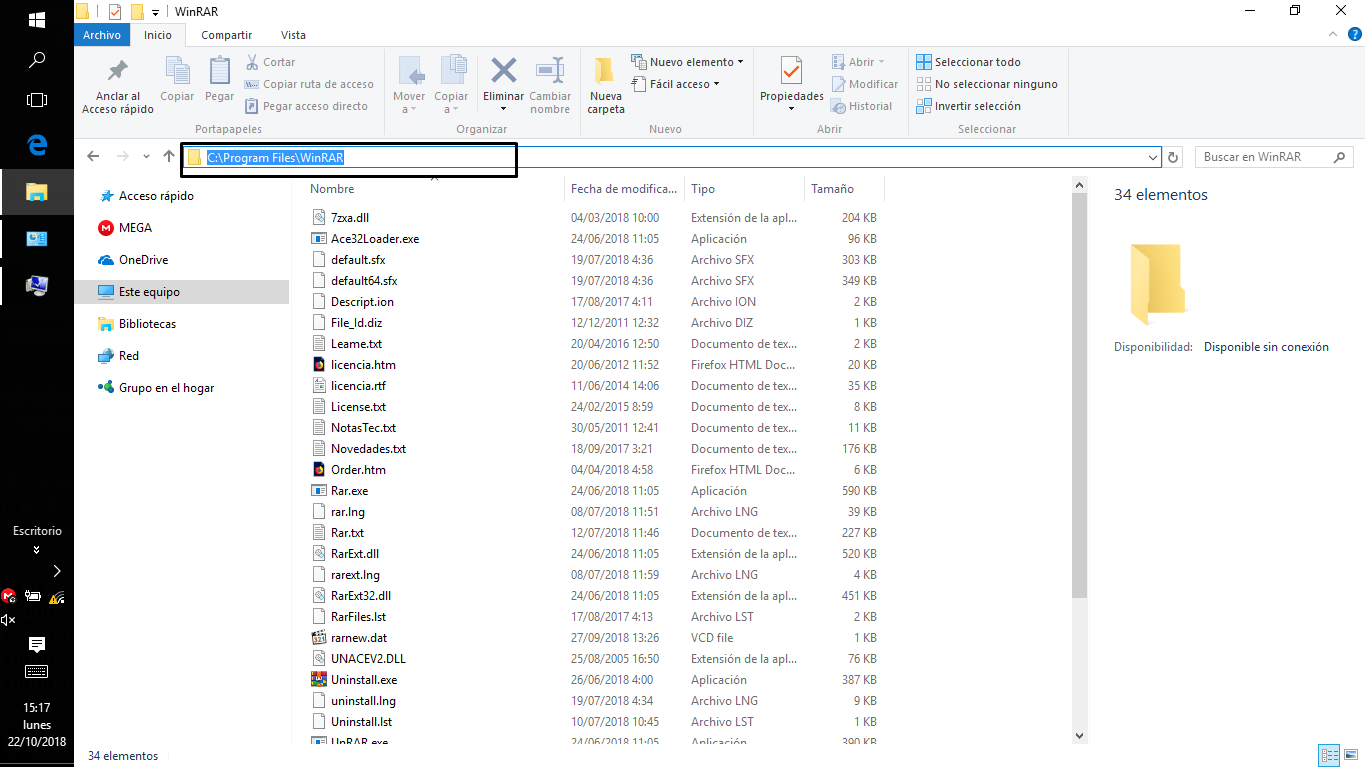 WinRAR
Archivo Inicio Compartir Vista
Anclar al Acceso rápido
Copiar
Pegar
Cortar
Copiar ruta de acceso
Pegar acceso directo
Portapapeles
Mover a
Copiar a
Eliminar
Cambiar nombre
Organizar
Nueva carpeta
Nuevo elemento
Fácil acceso
Nuevo
Propiedades
Abrir
Modificar
Historial
Abrir
Seleccionar todo
No seleccionar ninguno
Invertir selección
Seleccionar
C:\Program Files\WinRAR
Buscar en WinRAR
Acceso rápido
MEGA
OneDrive
Este equipo
Bibliotecas
Red
Grupo en el hogar
Nombre Fecha de modifica... Tipo Tamaño
7zxa.dll 04/03/2018 10:00 Extensión de la apl... 204 KB
Ace32Loader.exe 24/06/2018 11:05 Aplicación 96 KB
default.sfx 19/07/2018 4:36 Archivo SFX 303 KB
default64.sfx 19/07/2018 4:36 Archivo SFX 349 KB
Descript.ion 17/08/2017 4:11 Archivo ION 2 KB
File_Id.diz 12/12/2011 12:32 Archivo DIZ 1 KB
Leame.txt 20/04/2016 12:50 Documento de tex... 2 KB
licencia.htm 20/06/2012 11:52 Firefox HTML Doc... 20 KB
licencia.rtf 11/06/2014 14:06 Documento de tex... 35 KB
License.txt 24/02/2015 8:59 Documento de tex... 8 KB
NotasTec.txt 30/05/2011 12:41 Documento de tex... 11 KB
Novedades.txt 18/09/2017 3:21 Documento de tex... 176 KB
Order.htm 04/04/2018 4:58 Firefox HTML Doc... 6 KB
Rar.exe 24/06/2018 11:05 Aplicación 590 KB
rar.lng 08/07/2018 11:51 Archivo LNG 39 KB
Rar.txt 12/07/2018 11:46 Documento de tex... 227 KB
RarExt.dll 24/06/2018 11:05 Extensión de la apl... 520 KB
rarext.lng 08/07/2018 11:59 Archivo LNG 4 KB
RarExt32.dll 24/06/2018 11:05 Extensión de la apl... 451 KB
RarFiles.lst 17/08/2017 4:13 Archivo LST 2 KB
rarnew.dat 27/09/2018 13:26 VCD file 1 KB
UNACEV2.DLL 25/08/2005 16:50 Extensión de la apl... 76 KB
Uninstall.exe 26/06/2018 4:00 Aplicación 387 KB
uninstall.lng 19/07/2018 4:34 Archivo LNG 9 KB
Uninstall.lst 10/07/2018 10:45 Archivo LST 1 KB
UnRAR.exe 24/06/2018 11:05 Aplicación 390 KB
34 elementos
Disponibilidad: Disponible sin conexión
34 elementos
Escritorio
15:17
lunes
22/10/2018